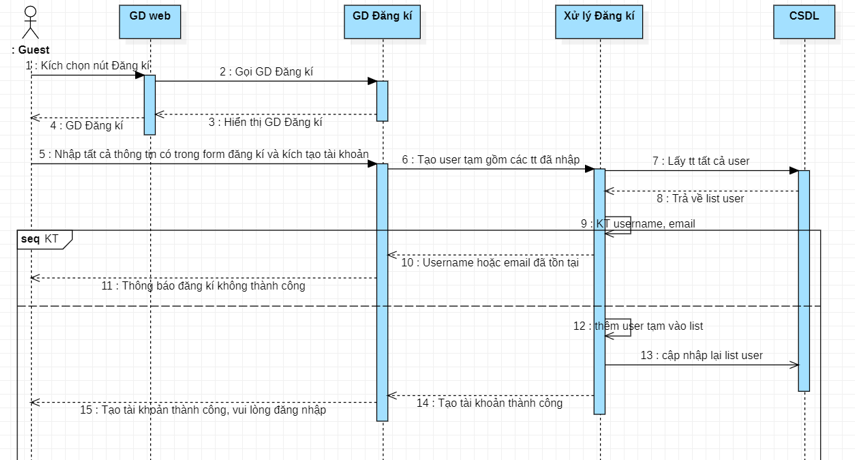 GD web
GD Đăng kí
Xử lý Đăng kí
CSDL
: Guest
1 : Kích chọn nút Đăng kí
2 : Gọi GD Đăng kí
3 : Hiển thị GD Đăng kí
4 : GD Đăng kí
5 : Nhập tất cả thông tin có trong form đăng kí và kích tạo tài khoản
6 : Tạo user tạm gồm các tt đã nhập
7 : Lấy tt tất cả user
8 : Trả về list user
9 : KT username, email
seq KT
10 : Username hoặc email đã tồn tại
11 : Thông báo đăng kí không thành công
12 : thêm user tạm vào list
13 : cập nhập lại list user
14 : Tạo tài khoản thành công
15 : Tạo tài khoản thành công, vui lòng đăng nhập